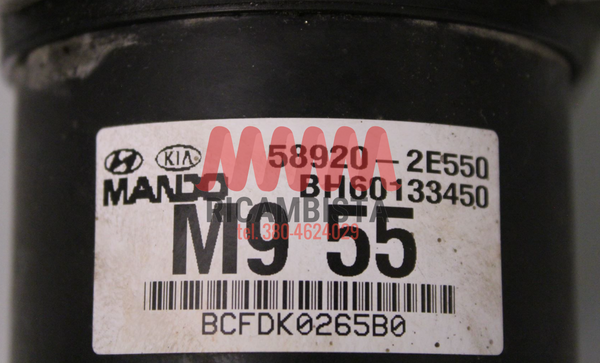 KIA 58920-2E550
MANDO BH60133450
RICAMBISTA
M9 55
tel. 380-4624029
BCFDK0265B0